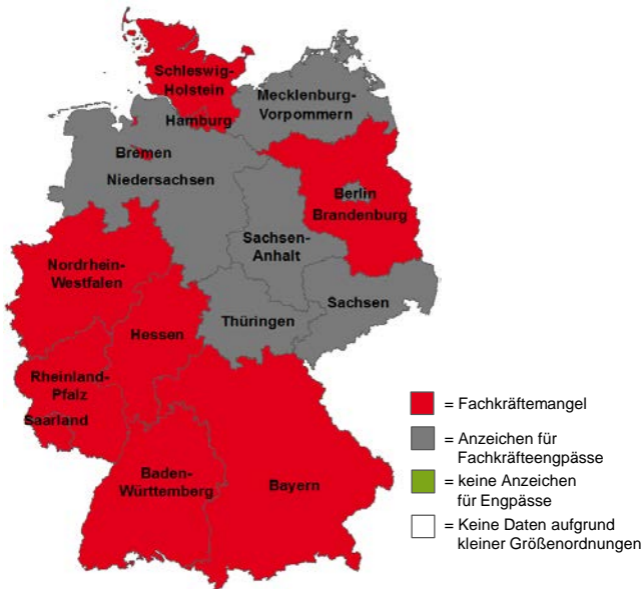 Schleswig-
Holstein
Mecklenburg-
Vorpommern
Hamburg
Bremen
Niedersachsen
Berlin
Brandenburg
Sachsen-
Anhalt
Nordrhein-
Westfalen
Sachsen
Thüringen
Hessen
Rheinland-
Pfalz
Saarland
Baden-
Württemberg
Bayern
= Fachkräftemangel
= Anzeichen für
Fachkräfteengpässe
= keine Anzeichen
für Engpässe
= Keine Daten aufgrund
kleiner Größenordnungen